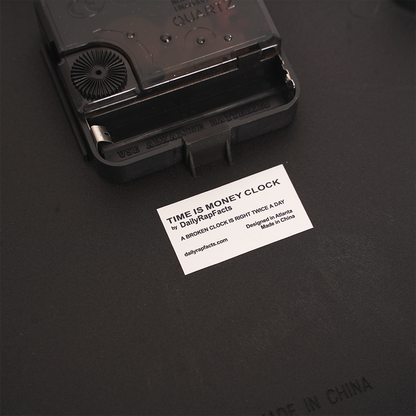 QUARTZ
TIME IS MONEY CLOCK
by DailyRapFacts
A BROKEN CLOCK IS RIGHT TWICE A DAY
Designed in Atlanta
Made in China
dailyrapfacts.com
MADE IN CHINA